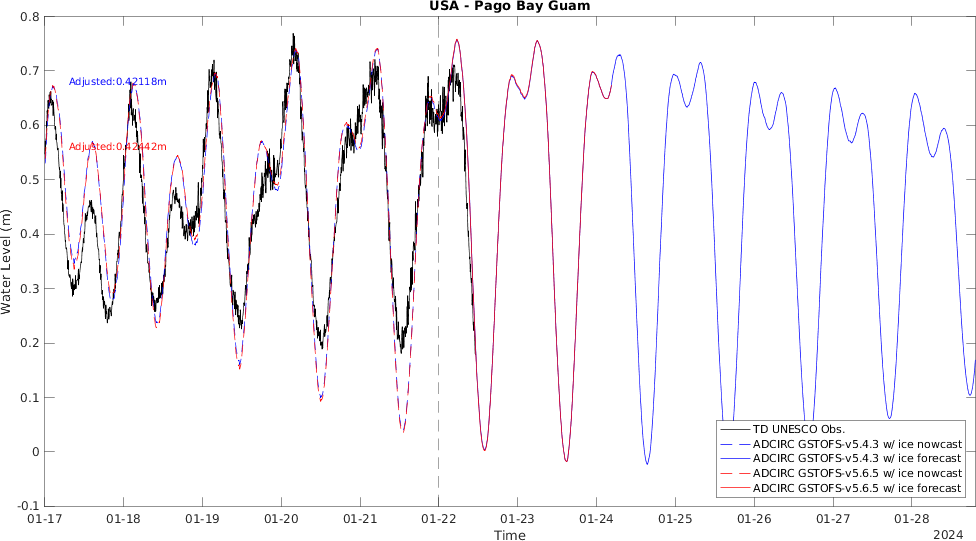 USA - Pago Bay Guam
0.8
0.7
0.6
0.5
0.4
0.3
0.2
0.1
0
-0.1
Water Level (m)
Adjusted:0.42118m
Adjusted:0.42442m
TD UNESCO Obs.
ADCIRC GSTOFS-v5.4.3 w/ ice nowcast
ADCIRC GSTOFS-v5.4.3 w/ ice forecast
ADCIRC GSTOFS-v5.6.5 w/ ice nowcast
ADCIRC GSTOFS-v5.6.5 w/ ice forecast
01-17 01-18 01-19 01-20 01-21 01-22 01-23 01-24 01-25 01-26 01-27 01-28
Time
2024